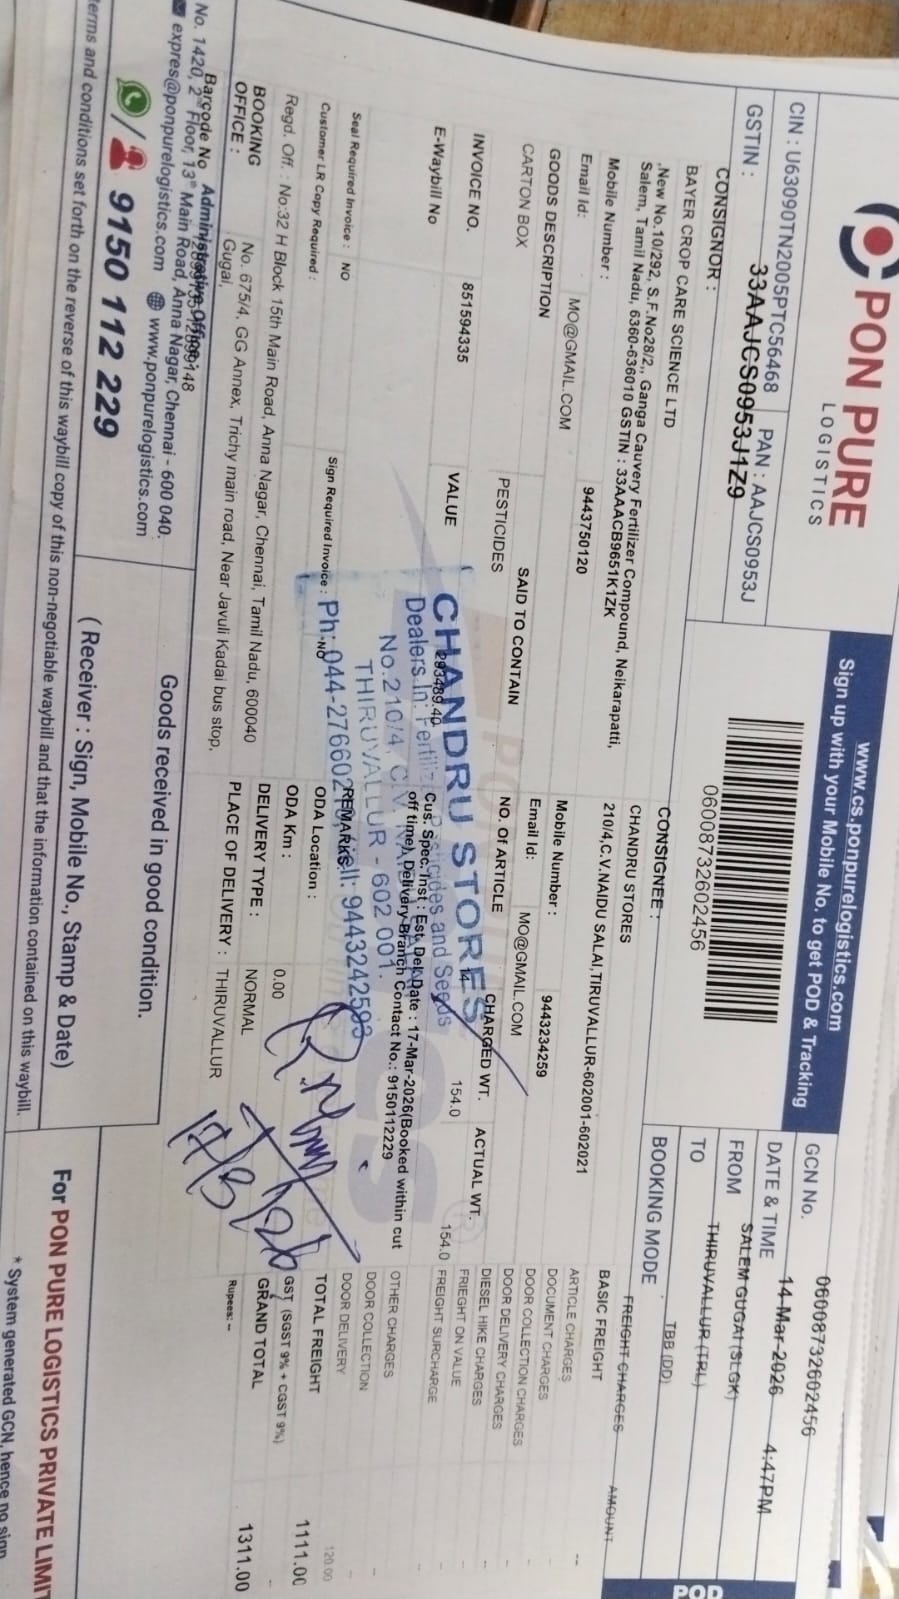 PON PURE
LOGISTICS
www.cs.ponpurelogistics.com
Sign up with your Mobile No. to get POD & Tracking
CIN : U63090TN2005PTC56468 PAN : AAJCS0953J
GSTIN : 33AAJCS0953J1Z9
06008732602456
GCN No. 06008732602456
DATE & TIME 14-Mar-2026 4:47PM
FROM SALEM GUGAI (SLGK)
TO THIRUVALLUR (TRL)
BOOKING MODE TBB (DD)
POD
CONSIGNOR :
BAYER CROP CARE SCIENCE LTD
,New No.10/292, S.F.No28/2,, Ganga Cauvery Fertilizer Compound, Neikarapatti,
Salem, Tamil Nadu, 6360-636010 GSTIN : 33AAACB9651K1ZK
Mobile Number : 9443750120
Email Id: MO@GMAIL.COM
CONSIGNEE :
CHANDRU STORES
210/4,C.V.NAIDU SALAI,TIRUVALLUR-602001-602021
Mobile Number : 9443234259
Email Id: MO@GMAIL.COM
GOODS DESCRIPTION SAID TO CONTAIN NO. Of ARTICLE CHARGED WT. ACTUAL WT.
CARTON BOX PESTICIDES 14 154.0 154.0
INVOICE NO. 851594335 VALUE 293489.40
E-Waybill No
Cus. Spec. Inst : Est. Del. Date : 17-Mar-2026(Booked within cut
off time), Delivery Branch Contact No.: 9150112229
Seal Required Invoice : NO Sign Required Invoice : NO REMARKS:
Customer LR Copy Required :
ODA Location :
ODA Km : 0.00
DELIVERY TYPE : NORMAL
PLACE OF DELIVERY : THIRUVALLUR
Regd. Off. : No:32 H Block 15th Main Road, Anna Nagar, Chennai, Tamil Nadu, 600040
BOOKING OFFICE : No. 675/4, GG Annex, Trichy main road, Near Javuli Kadai bus stop,
Gugai,
CHANDRU STORES
Dealers In: Fertiliz Pesticides and Seeds
No.210/4, C.V.
THIRUVALLUR - 602 001.
Ph: 044-2766021 Cell: 9443242593
17/3/26
FREIGHT CHARGES AMOUNT
BASIC FREIGHT --
ARTICLE CHARGES -
DOCUMENT CHARGES -
DOOR COLLECTION CHARGES -
DOOR DELIVERY CHARGES -
DIESEL HIKE CHARGES -
FRIEGHT ON VALUE -
FREIGHT SURCHARGE -
OTHER CHARGES -
DOOR COLLECTION -
DOOR DELIVERY -
120.00
TOTAL FREIGHT 1111.00
GST (SGST 9% + CGST 9%) -
GRAND TOTAL 1311.00
Rupees: --
Barcode No
Administrative Office :
No. 1420, 2nd Floor, 13th Main Road, Anna Nagar, Chennai - 600 040.
expres@ponpurelogistics.com www.ponpurelogistics.com
9150 112 229
Goods received in good condition.
( Receiver : Sign, Mobile No., Stamp & Date)
For PON PURE LOGISTICS PRIVATE LIMIT
terms and conditions set forth on the reverse of this waybill copy of this non-negotiable waybill and that the information contained on this waybill.
* System generated GCN, hence no sign